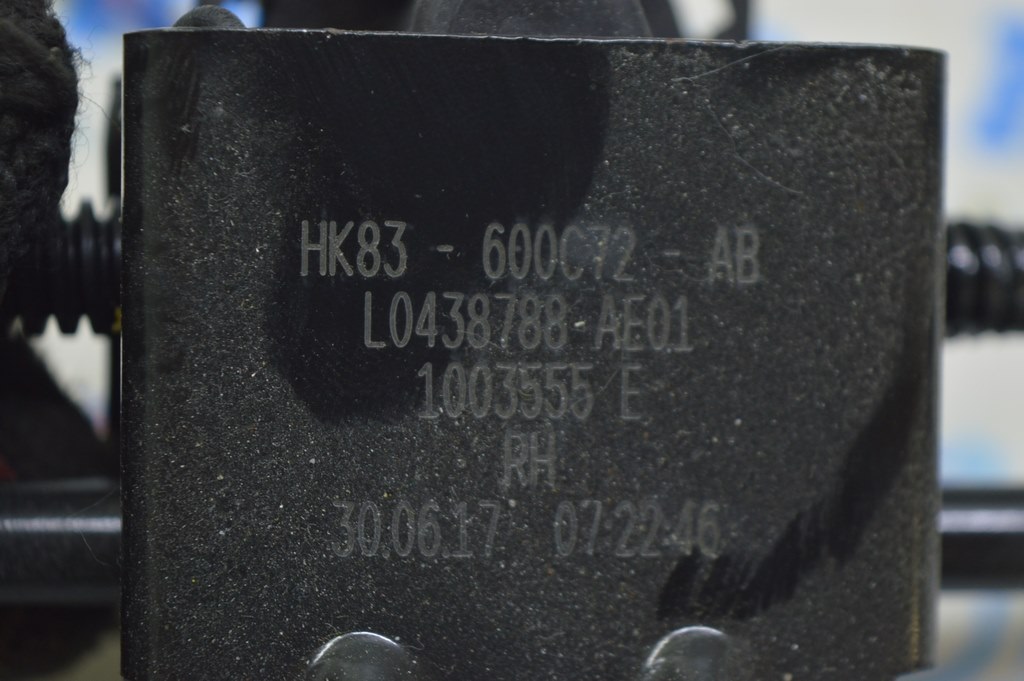 HK83 - 600C72 - AB
L0438788 AE01
1003555 E
RH
30.06.17 07:22:46